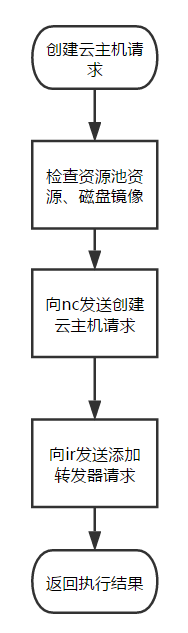 创建云主机请
求
检查资源池资
源、磁盘镜像
向nc发送创建
云主机请求
向ir发送添加
转发器请求
返回执行结果